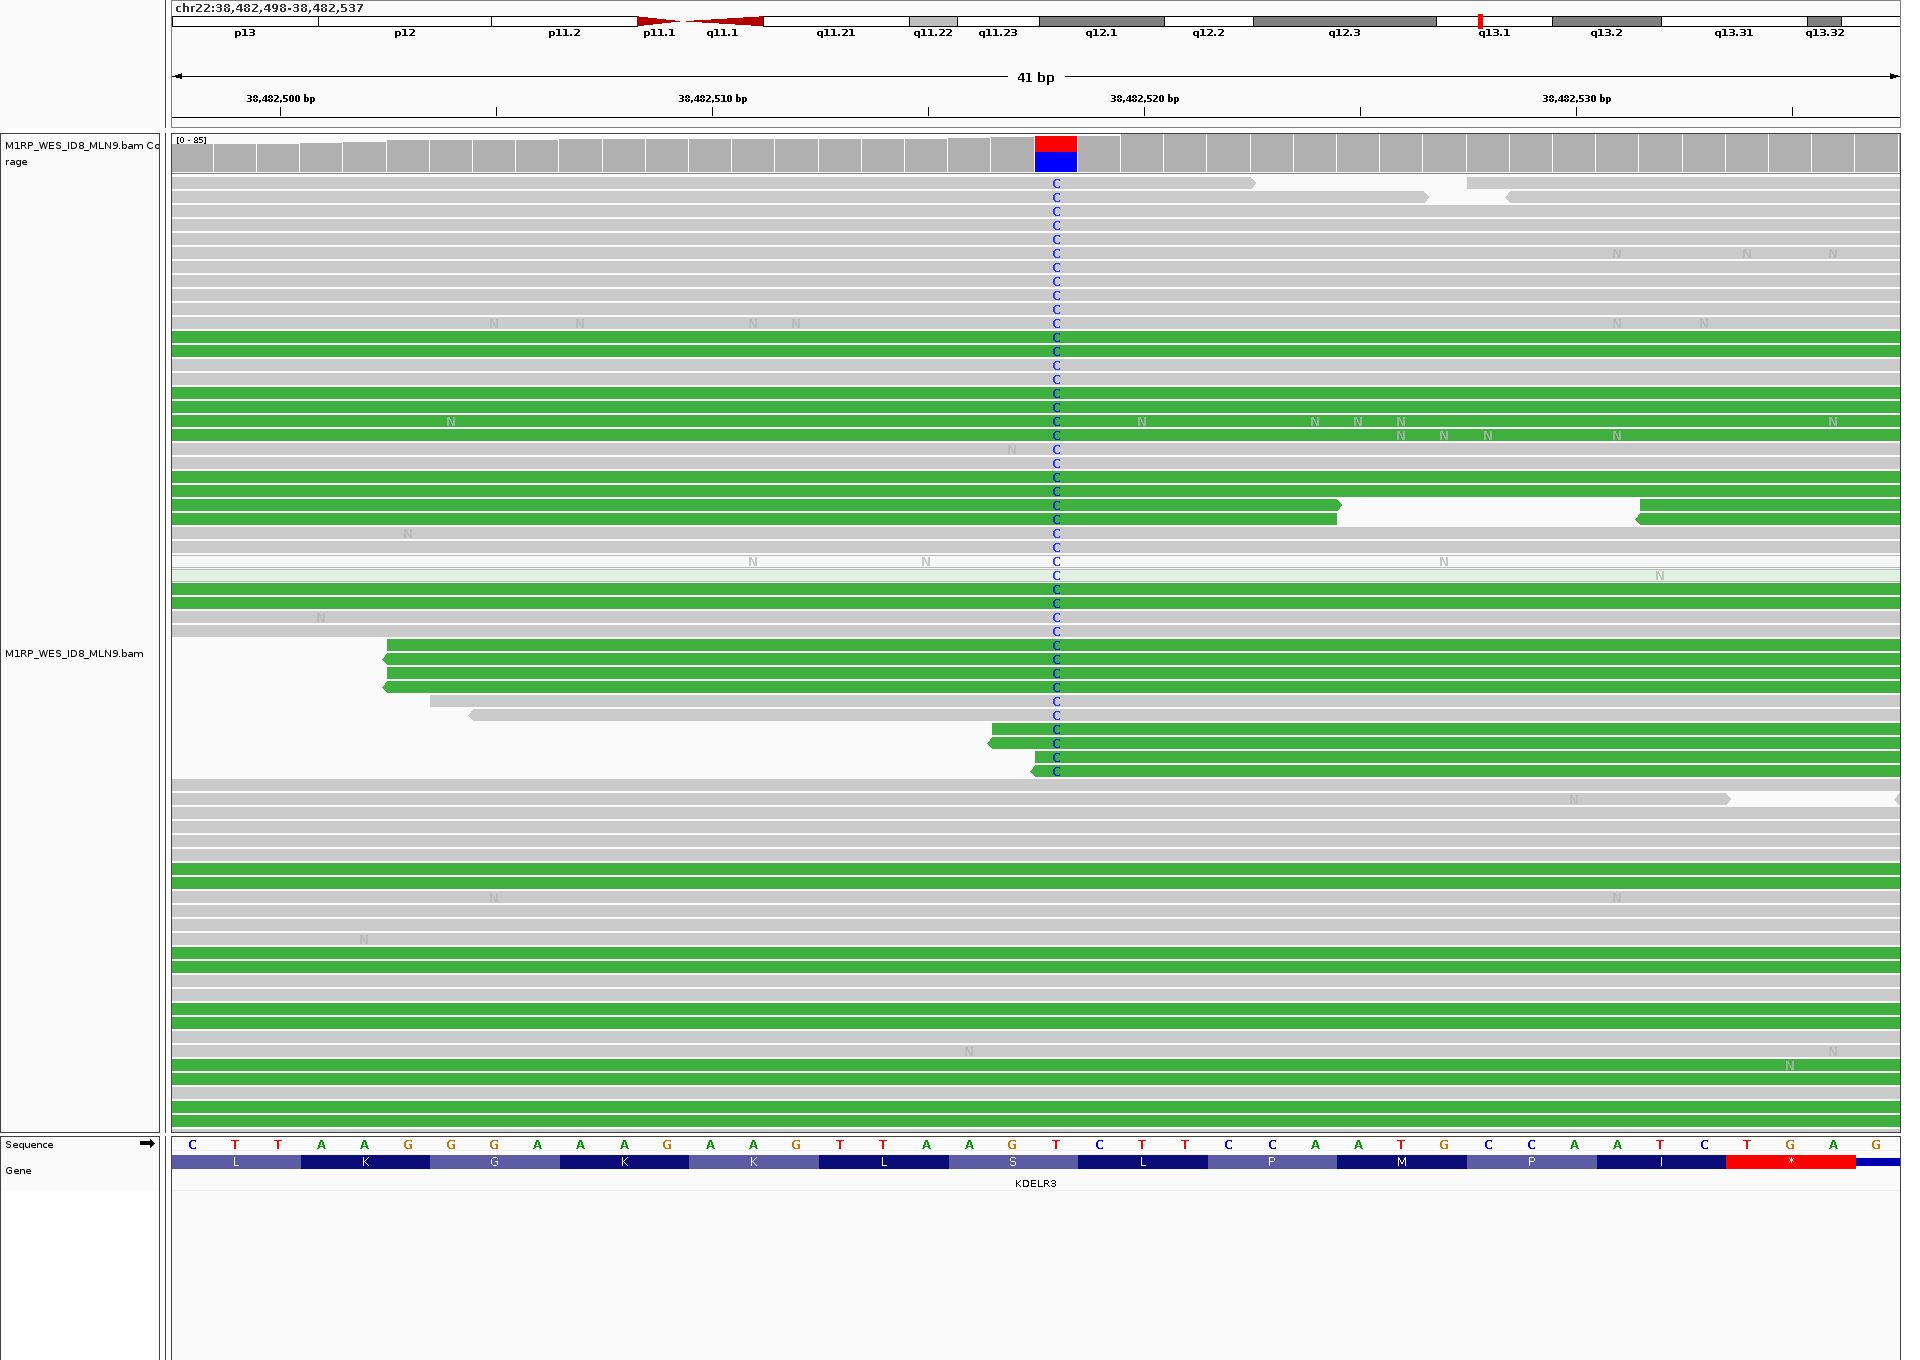 chr22:38,482,498-38,482,537
p13 p12 p11.2 p11.1 q11.1 q11.21 q11.22 q11.23 q12.1 q12.2 q12.3 q13.1 q13.2 q13.31 q13.32
41 bp
38,482,500 bp 38,482,510 bp 38,482,520 bp 38,482,530 bp
M1RP_WES_ID8_MLN9.bam Co
rage
[0 - 85]
C
C
C
C
C
C N N N
C
C
C
C
N N N N C N N
C
C
C
C
C
C
N C N N N N N
C N N N N
N C
C
C
C
C
C
N C
C
N N C N
C N
C
C
N C
C
C
M1RP_WES_ID8_MLN9.bam
C
C
C
C
C
C
C
C
C
N
N N
N
N N
N
Sequence C T T A A G G G A A A G A A G T T A A G T C T T C C A A T G C C A A T C T G A G
Gene L K G K K L S L P M P I *
KDELR3